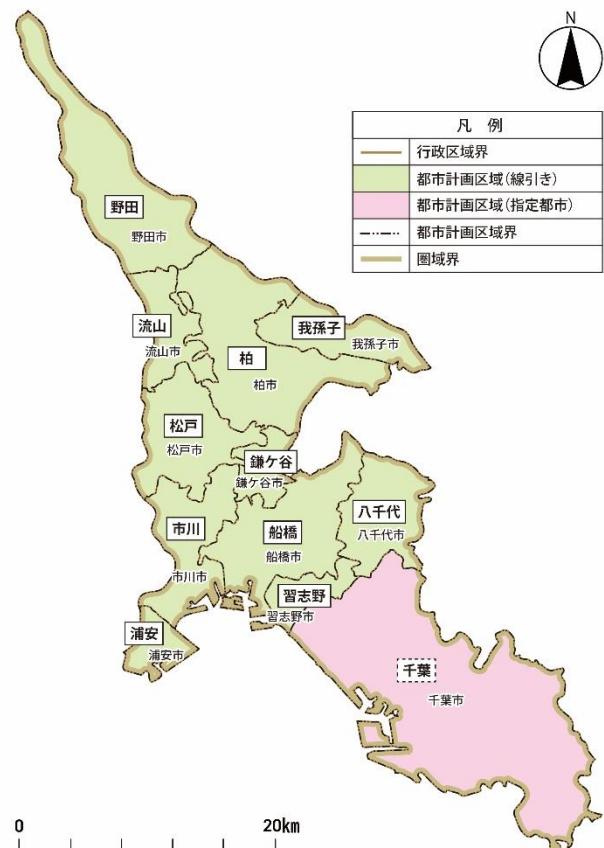 N
凡 例
行政区域界
都市計画区域(線引き)
都市計画区域(指定都市)
都市計画区域界
圏域界
野田
野田市
流山
流山市
我孫子
我孫子市
柏
柏市
松戸
松戸市
鎌ケ谷
鎌ケ谷市
市川
市川市
船橋
船橋市
八千代
八千代市
習志野
習志野市
浦安
浦安市
千葉
千葉市
0
20km